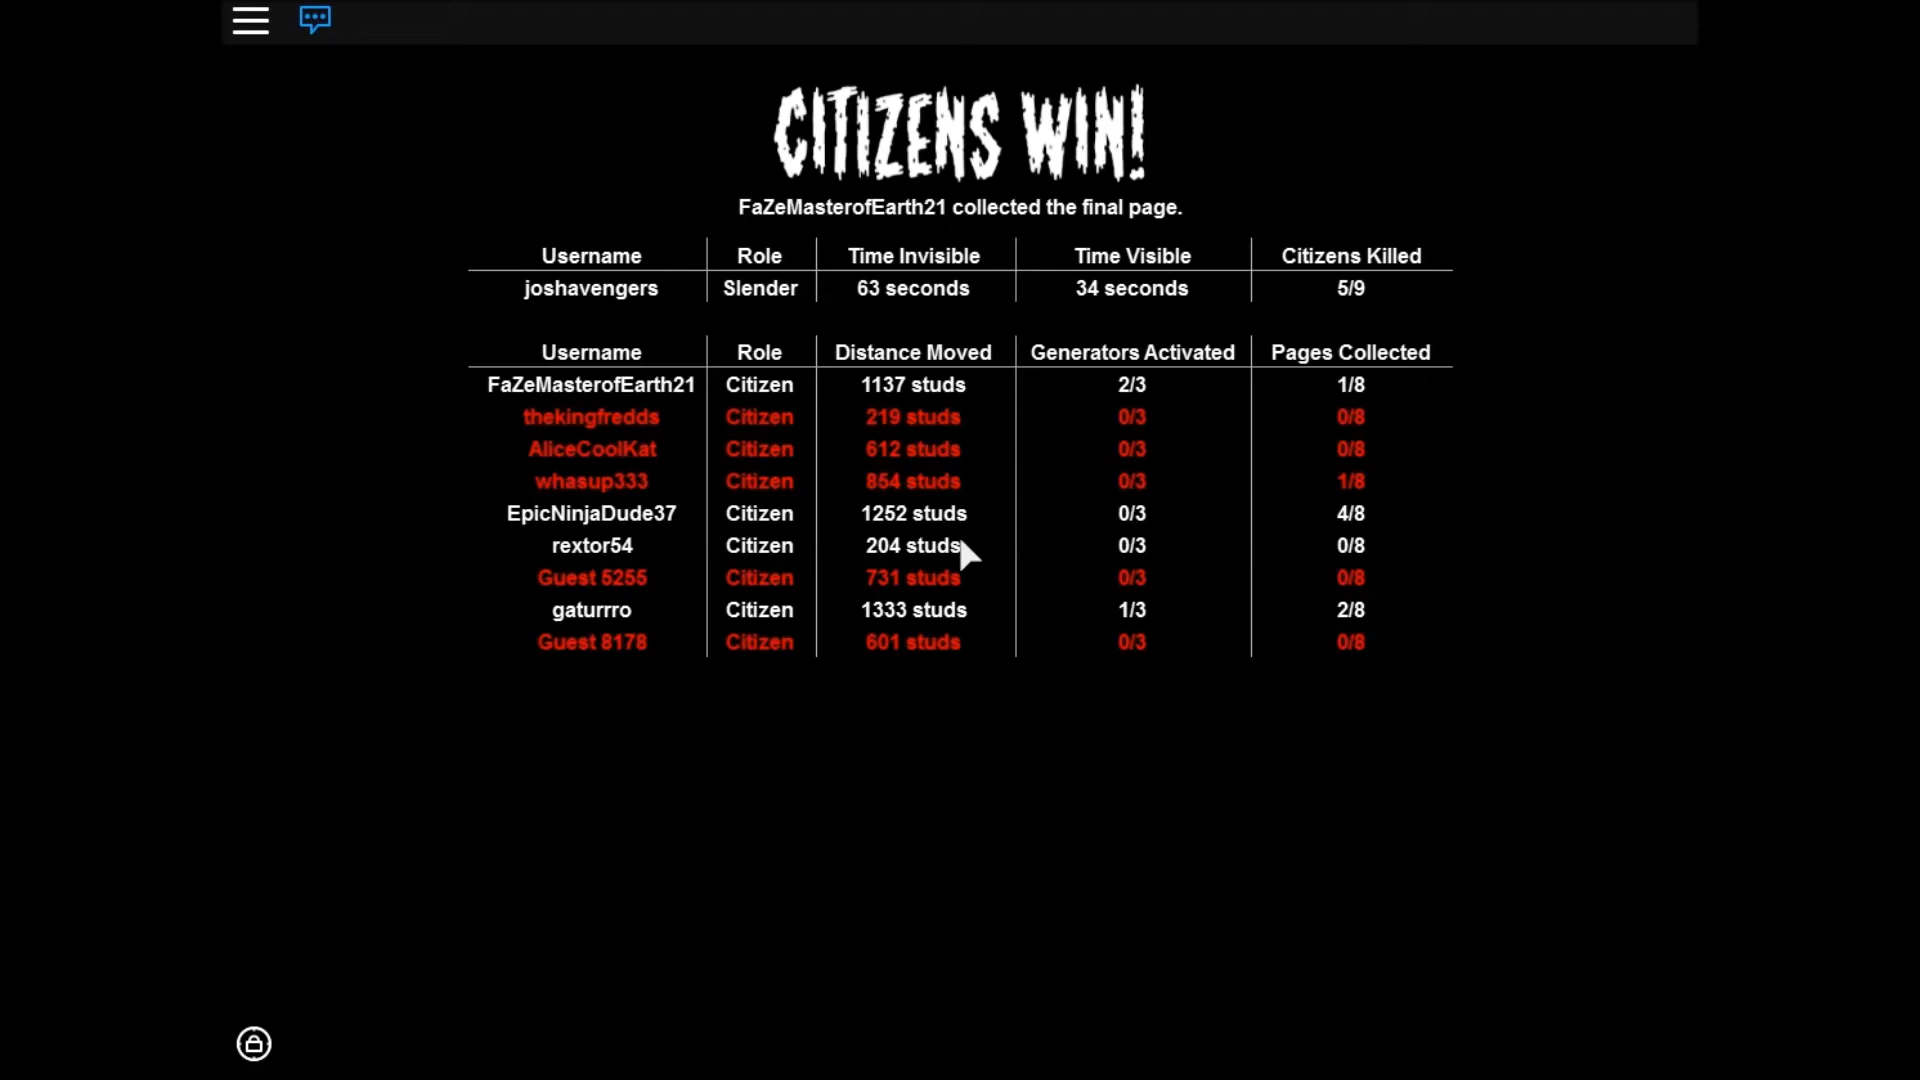 CITIZENS WIN!
FaZeMasterofEarth21 collected the final page.
Username Role Time Invisible Time Visible Citizens Killed
joshavengers Slender 63 seconds 34 seconds 5/9
Username Role Distance Moved Generators Activated Pages Collected
FaZeMasterofEarth21 Citizen 1137 studs 2/3 1/8
thekingfredds Citizen 219 studs 0/3 0/8
AliceCoolKat Citizen 612 studs 0/3 0/8
whasup333 Citizen 854 studs 0/3 1/8
EpicNinjaDude37 Citizen 1252 studs 0/3 4/8
rextor54 Citizen 204 studs 0/3 0/8
Guest 5255 Citizen 731 studs 0/3 0/8
gaturrro Citizen 1333 studs 1/3 2/8
Guest 8178 Citizen 601 studs 0/3 0/8